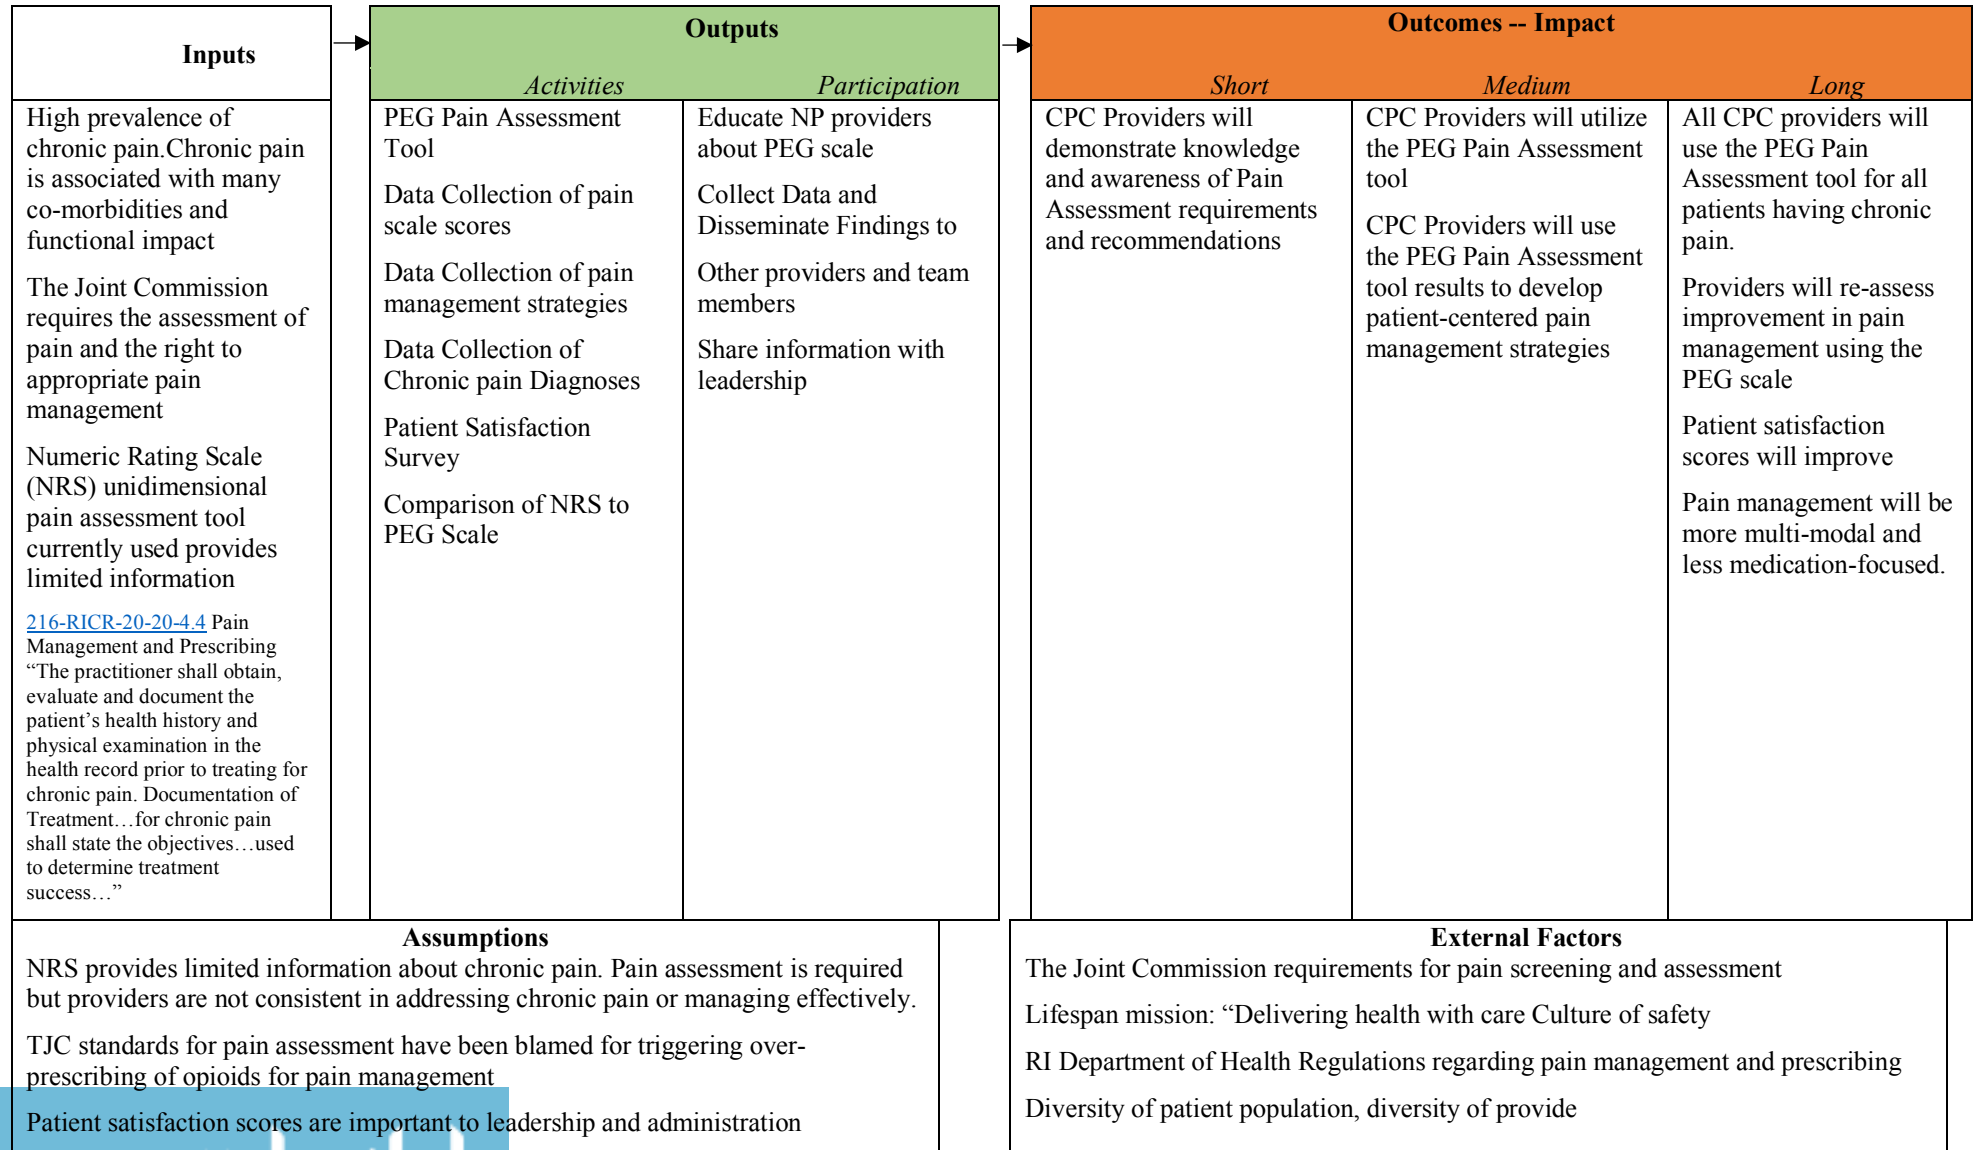 Inputs
Outputs
Activities
Participation
Outcomes -- Impact
Short
Medium
Long
High prevalence of
chronic pain.Chronic pain
is associated with many
co-morbidities and
functional impact
The Joint Commission
requires the assessment of
pain and the right to
appropriate pain
management
Numeric Rating Scale
(NRS) unidimensional
pain assessment tool
currently used provides
limited information
216-RICR-20-20-4.4 Pain
Management and Prescribing
“The practitioner shall obtain,
evaluate and document the
patient’s health history and
physical examination in the
health record prior to treating for
chronic pain. Documentation of
Treatment…for chronic pain
shall state the objectives…used
to determine treatment
success…”
PEG Pain Assessment
Tool
Data Collection of pain
scale scores
Data Collection of pain
management strategies
Data Collection of
Chronic pain Diagnoses
Patient Satisfaction
Survey
Comparison of NRS to
PEG Scale
Educate NP providers
about PEG scale
Collect Data and
Disseminate Findings to
Other providers and team
members
Share information with
leadership
CPC Providers will
demonstrate knowledge
and awareness of Pain
Assessment requirements
and recommendations
CPC Providers will utilize
the PEG Pain Assessment
tool
CPC Providers will use
the PEG Pain Assessment
tool results to develop
patient-centered pain
management strategies
All CPC providers will
use the PEG Pain
Assessment tool for all
patients having chronic
pain.
Providers will re-assess
improvement in pain
management using the
PEG scale
Patient satisfaction
scores will improve
Pain management will be
more multi-modal and
less medication-focused.
Assumptions
NRS provides limited information about chronic pain. Pain assessment is required
but providers are not consistent in addressing chronic pain or managing effectively.
TJC standards for pain assessment have been blamed for triggering over-
prescribing of opioids for pain management
Patient satisfaction scores are important to leadership and administration
External Factors
The Joint Commission requirements for pain screening and assessment
Lifespan mission: “Delivering health with care Culture of safety
RI Department of Health Regulations regarding pain management and prescribing
Diversity of patient population, diversity of provide